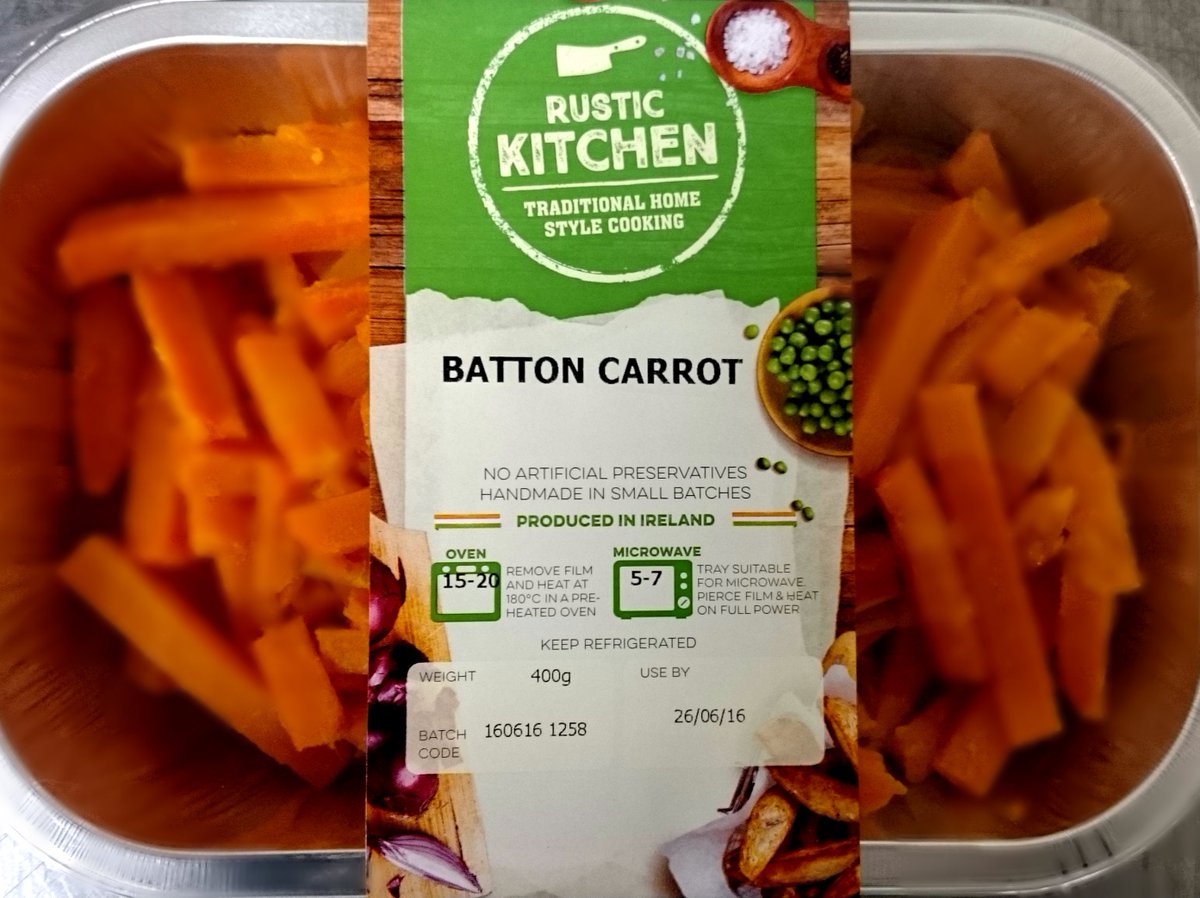 RUSTIC
KITCHEN
TRADITIONAL HOME
STYLE COOKING
BATTON CARROT
NO ARTIFICIAL PRESERVATIVES
HANDMADE IN SMALL BATCHES
PRODUCED IN IRELAND
OVEN
15-20
REMOVE FILM
AND HEAT AT
180°C IN A PRE-
HEATED OVEN
MICROWAVE
5-7
TRAY SUITABLE
FOR MICROWAVE.
PIERCE FILM & HEAT
ON FULL POWER
KEEP REFRIGERATED
WEIGHT 400g
USE BY
26/06/16
BATCH
CODE
160616 1258